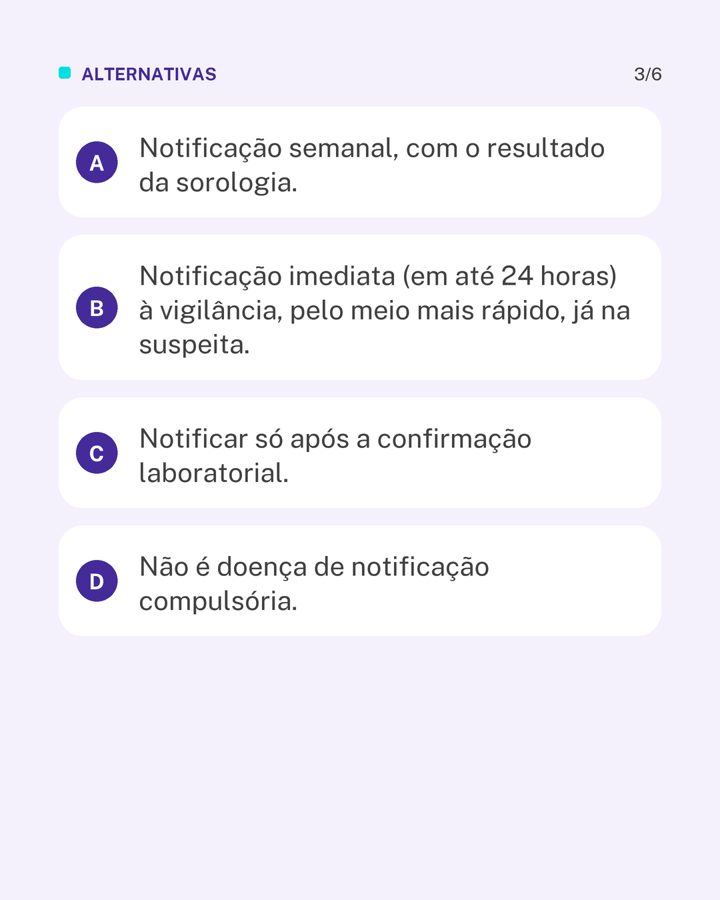 ALTERNATIVAS
3/6
A
Notificação semanal, com o resultado
da sorologia.
B
Notificação imediata (em até 24 horas)
à vigilância, pelo meio mais rápido, já na
suspeita.
C
Notificar só após a confirmação
laboratorial.
D
Não é doença de notificação
compulsória.